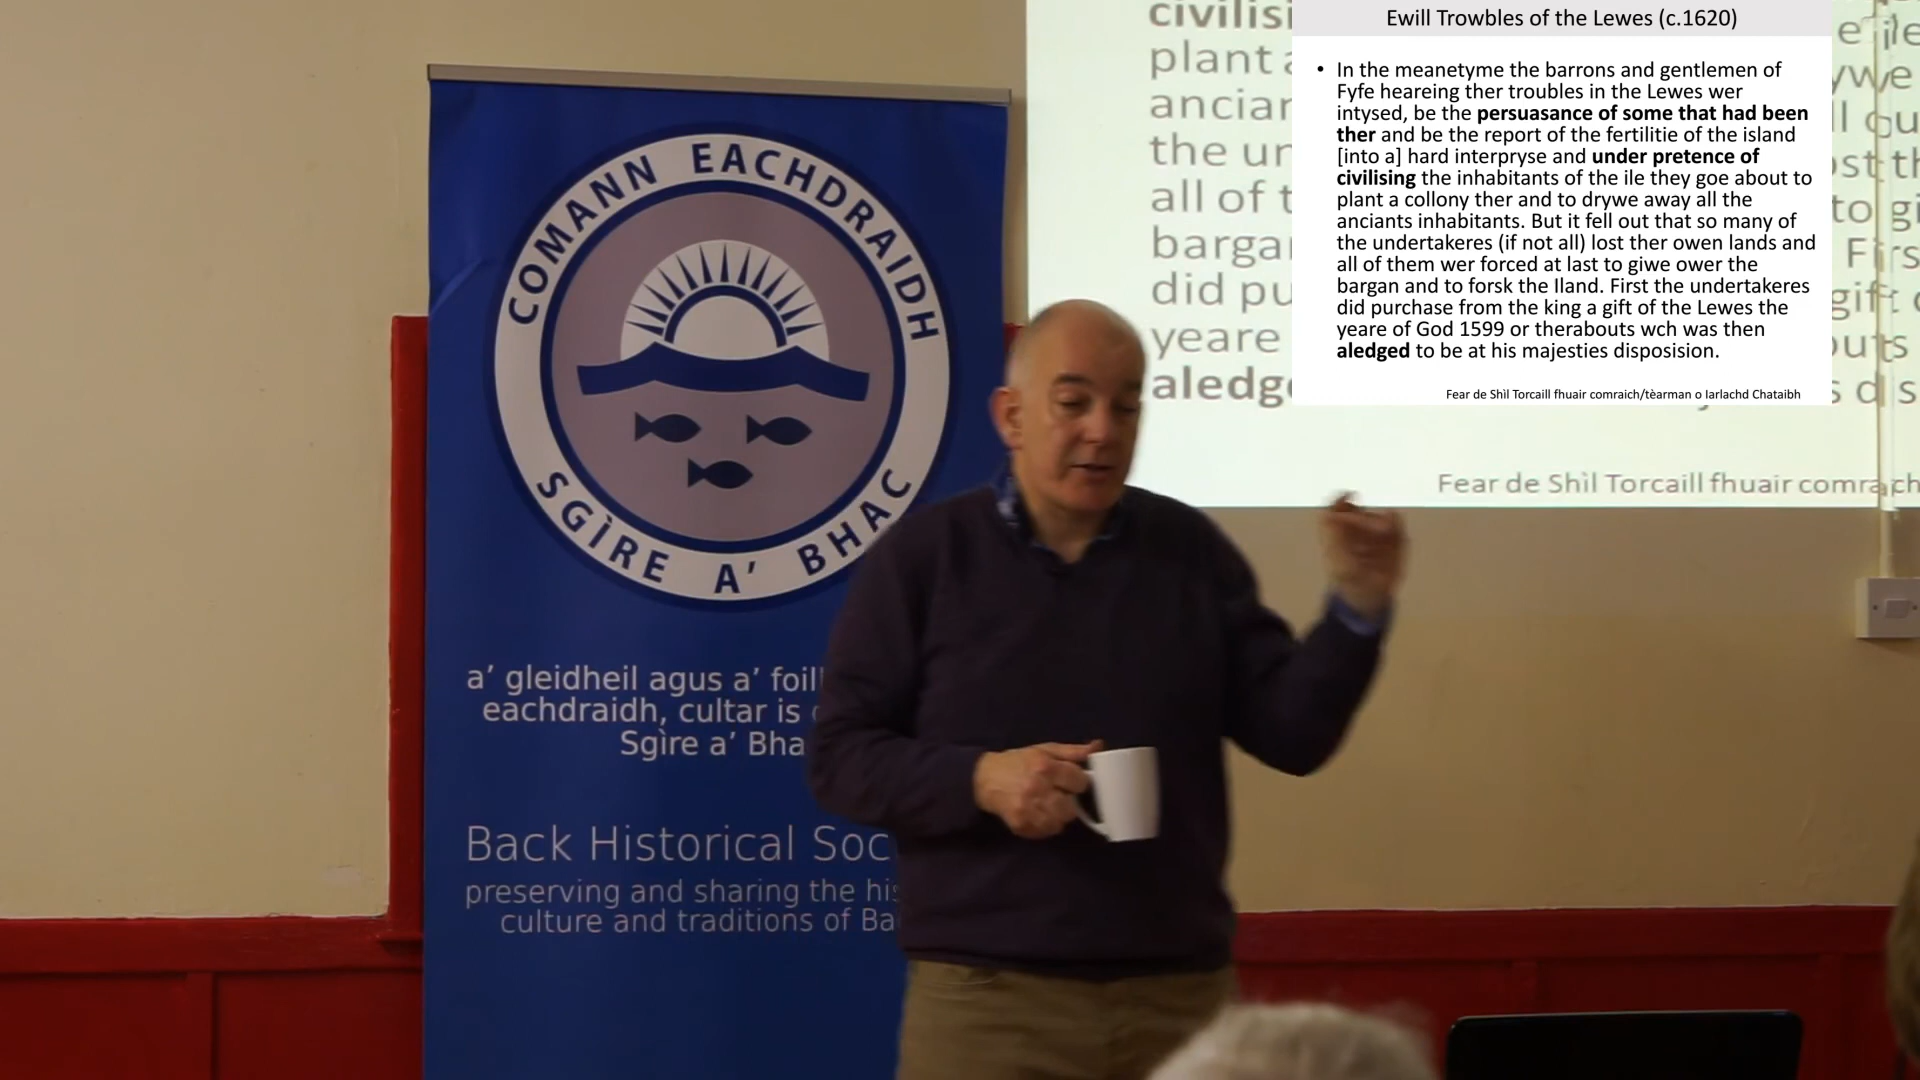 COMANN EACHDRAIDH
SGÌRE A' BHAC
a' gleidheil agus a' foil
eachdraidh, cultar is
Sgìre a' Bha
Back Historical Soc
preserving and sharing the his
culture and traditions of Ba
Ewill Trowbles of the Lewes (c.1620)
• In the meanetyme the barrons and gentlemen of
Fyfe heareing ther troubles in the Lewes wer
intysed, be the persuasance of some that had been
ther and be the report of the fertilitie of the island
[into a] hard interpryse and under pretence of
civilising the inhabitants of the ile they goe about to
plant a collony ther and to drywe away all the
anciants inhabitants. But it fell out that so many of
the undertakeres (if not all) lost ther owen lands and
all of them wer forced at last to giwe ower the
bargan and to forsk the Iland. First the undertakeres
did purchase from the king a gift of the Lewes the
yeare of God 1599 or therabouts wch was then
aledged to be at his majesties disposision.
Fear de Shìl Torcaill fhuair comraich/tèarman o Iarlachd Chataibh
civilisi
plant
ancian
the un
all of t
barga
did pu
yeare
aledge
Fear de Shìl Torcaill fhuair comraich